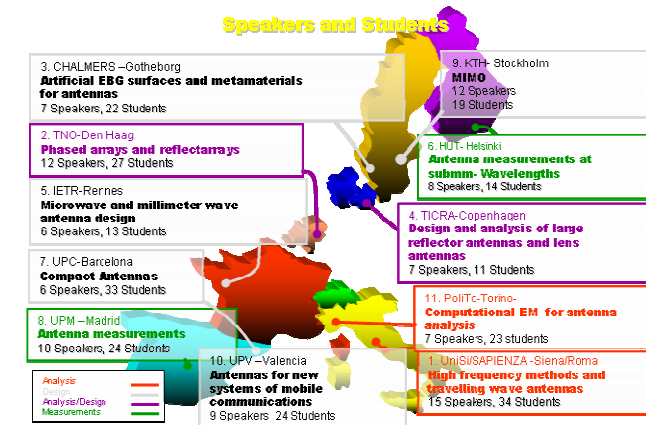 Speakers and Students
3. CHALMERS –Gotheborg
Artificial EBG surfaces and metamaterials
for antennas
7 Speakers, 22 Students
9. KTH- Stockholm
MIMO
12 Speakers
19 Students
2. TNO-Den Haag
Phased arrays and reflectarrays
12 Speakers, 27 Students
6. HUT- Helsinki
Antenna measurements at
submm- Wavelengths
8 Speakers, 14 Students
5. IETR-Rennes
Microwave and millimeter wave
antenna design
6 Speakers, 13 Students
4. TICRA-Copenhagen
Design and analysis of large
reflector antennas and lens
antennas
7 Speakers, 11 Students
7. UPC-Barcelona
Compact Antennas
6 Speakers, 33 Students
11. PoliTo-Torino-
Computational EM for antenna
analysis
7 Speakers, 23 students
8. UPM –Madrid
Antenna measurements
10 Speakers, 24 Students
10. UPV –Valencia
Antennas for new
systems of mobile
communications
9 Speakers 24 Students
1. UniSi/SAPIENZA -Siena/Roma
High frequency methods and
travelling wave antennas
15 Speakers, 34 Students
Analysis
Design
Analysis/Design
Measurements